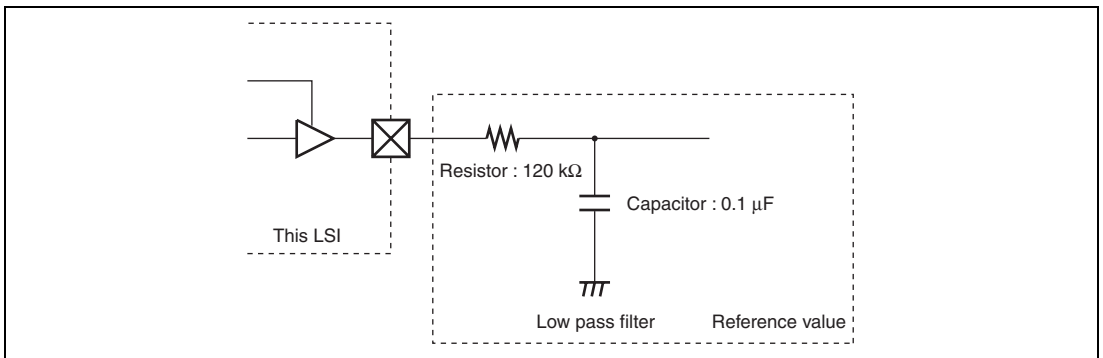 Resistor : 120 kΩ
Capacitor : 0.1 μF
This LSI
Low pass filter
Reference value